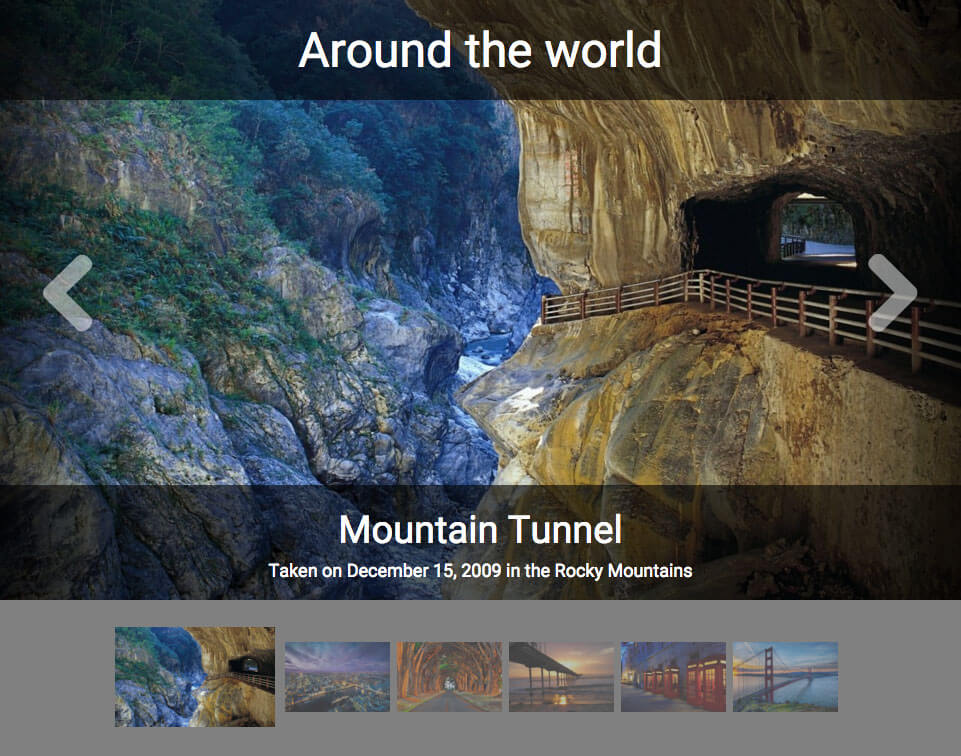 Around the world
Mountain Tunnel
Taken on December 15, 2009 in the Rocky Mountains